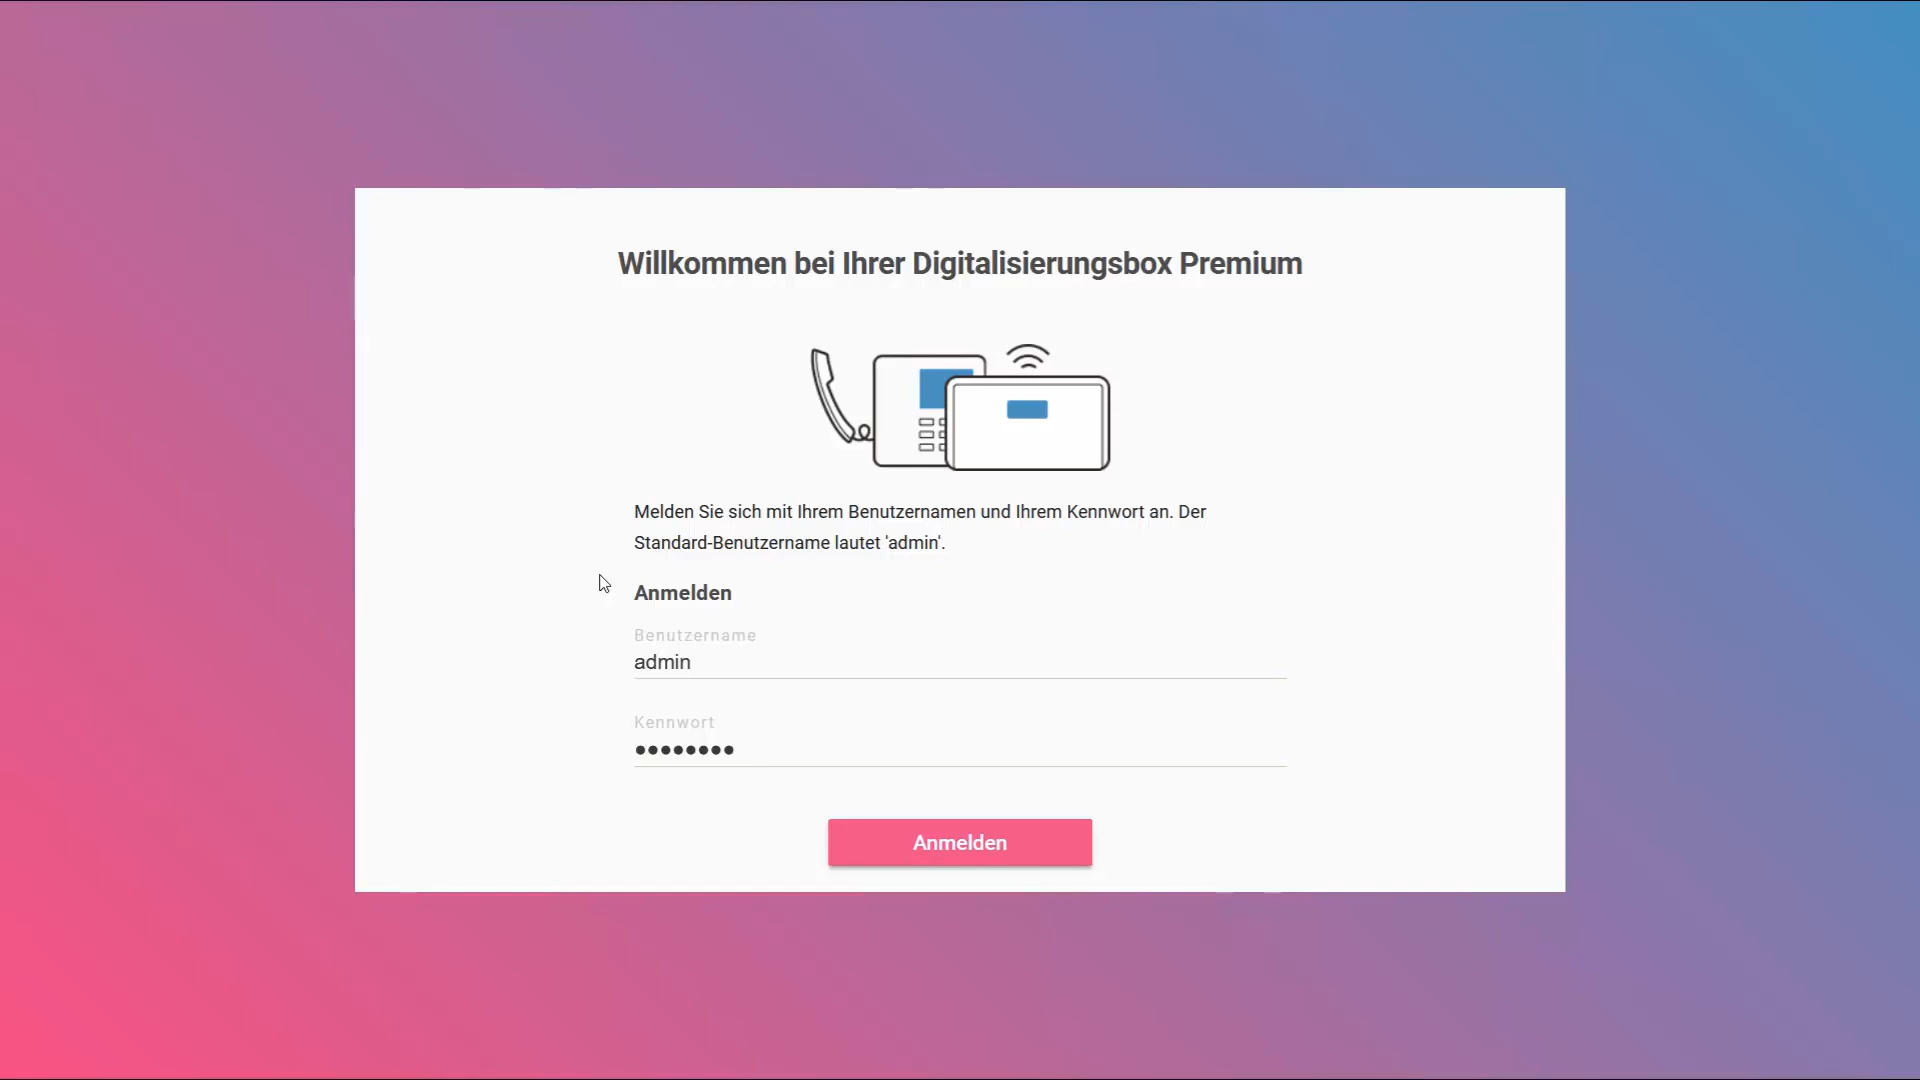 Willkommen bei Ihrer Digitalisierungsbox Premium
Melden Sie sich mit Ihrem Benutzernamen und Ihrem Kennwort an. Der
Standard-Benutzername lautet 'admin'.
Anmelden
Benutzername
admin
Kennwort
••••••••
Anmelden